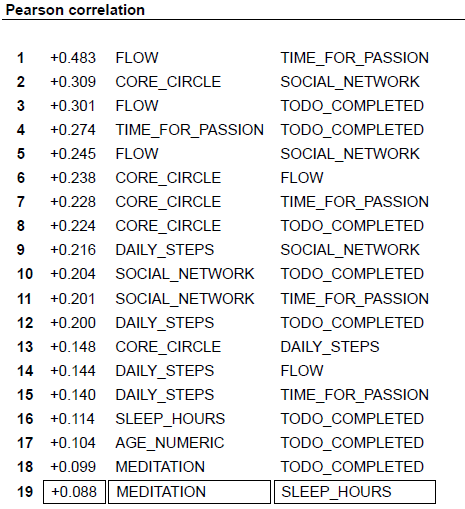 Pearson correlation
1 +0.483 FLOW TIME_FOR_PASSION
2 +0.309 CORE_CIRCLE SOCIAL_NETWORK
3 +0.301 FLOW TODO_COMPLETED
4 +0.274 TIME_FOR_PASSION TODO_COMPLETED
5 +0.245 FLOW SOCIAL_NETWORK
6 +0.238 CORE_CIRCLE FLOW
7 +0.228 CORE_CIRCLE TIME_FOR_PASSION
8 +0.224 CORE_CIRCLE TODO_COMPLETED
9 +0.216 DAILY_STEPS SOCIAL_NETWORK
10 +0.204 SOCIAL_NETWORK TODO_COMPLETED
11 +0.201 SOCIAL_NETWORK TIME_FOR_PASSION
12 +0.200 DAILY_STEPS TODO_COMPLETED
13 +0.148 CORE_CIRCLE DAILY_STEPS
14 +0.144 DAILY_STEPS FLOW
15 +0.140 DAILY_STEPS TIME_FOR_PASSION
16 +0.114 SLEEP_HOURS TODO_COMPLETED
17 +0.104 AGE_NUMERIC TODO_COMPLETED
18 +0.099 MEDITATION TODO_COMPLETED
19 +0.088 MEDITATION SLEEP_HOURS